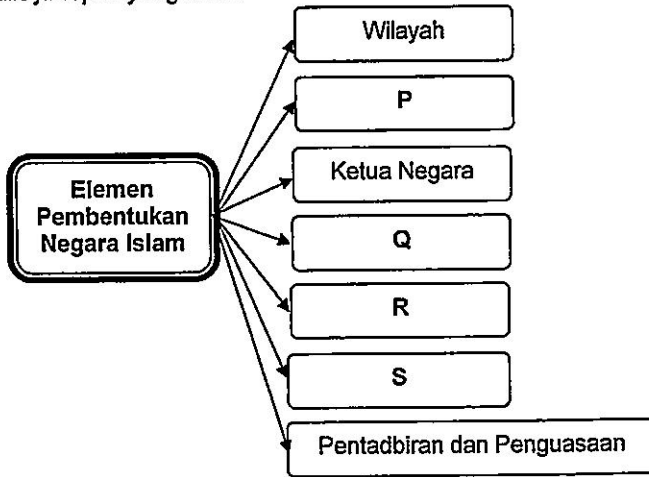 Wilayah
P
Elemen
Pembentukan
Negara Islam
Ketua Negara
Q
R
S
Pentadbiran dan Penguasaan